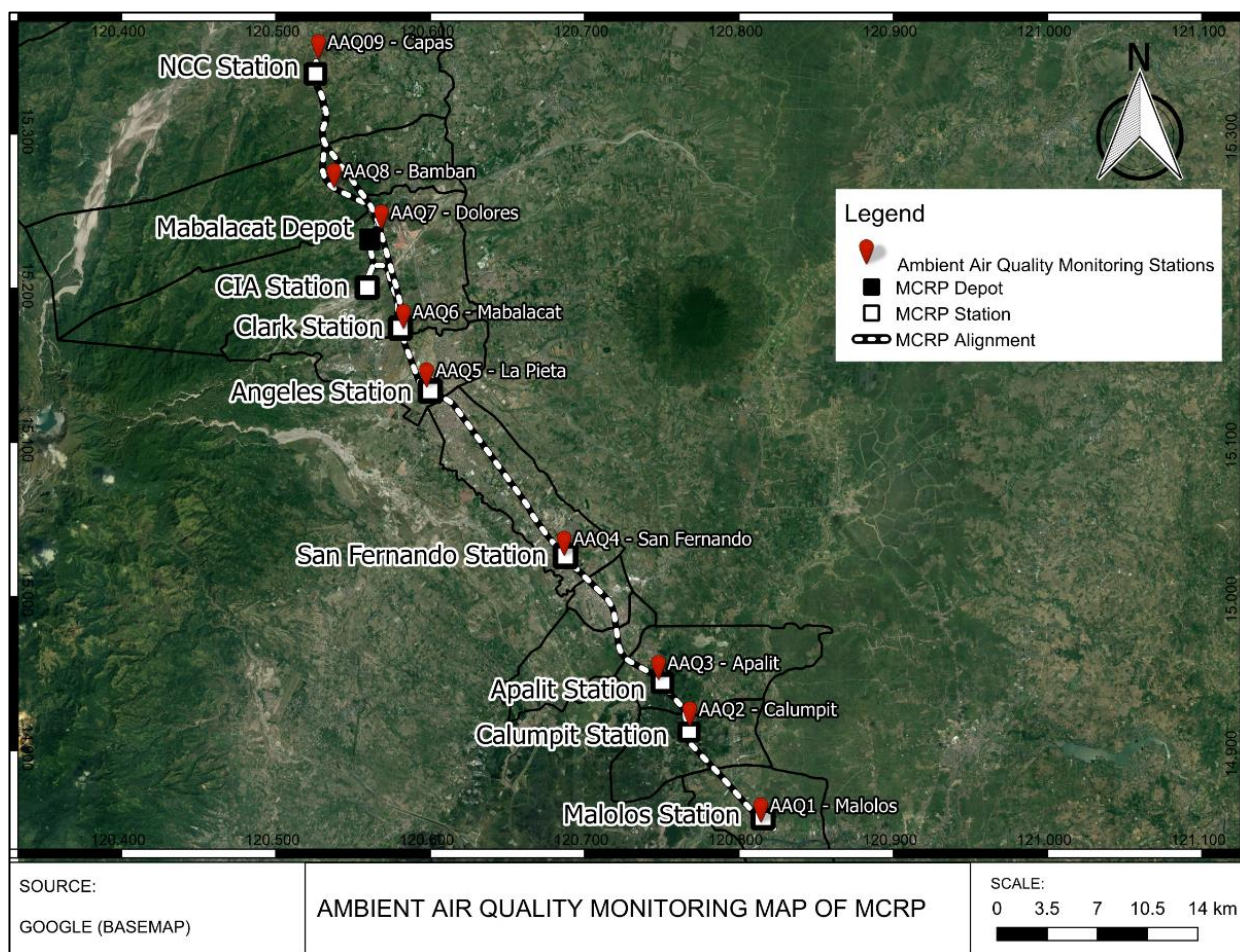 120.400 120.500 120.600 120.700 120.800 120.900 121.000 121.100
AAQ09 - Capas
NCC Station
N
15.300
15.300
AAQ8 - Bamban
AAQ7 - Dolores
Mabalacat Depot
Legend
Ambient Air Quality Monitoring Stations
MCRP Depot
MCRP Station
MCRP Alignment
15.200
15.200
CIA Station
AAQ6 - Mabalacat
Clark Station
AAQ5 - La Pieta
Angeles Station
15.100
15.100
AAQ4 - San Fernando
San Fernando Station
15.000
15.000
AAQ3 - Apalit
Apalit Station
AAQ2 - Calumpit
Calumpit Station
14.900
14.900
AAQ1 - Malolos
Malolos Station
120.400 120.500 120.600 120.700 120.800 120.900 121.000 121.100
SOURCE:
GOOGLE (BASEMAP)
AMBIENT AIR QUALITY MONITORING MAP OF MCRP
SCALE:
0 3.5 7 10.5 14 km